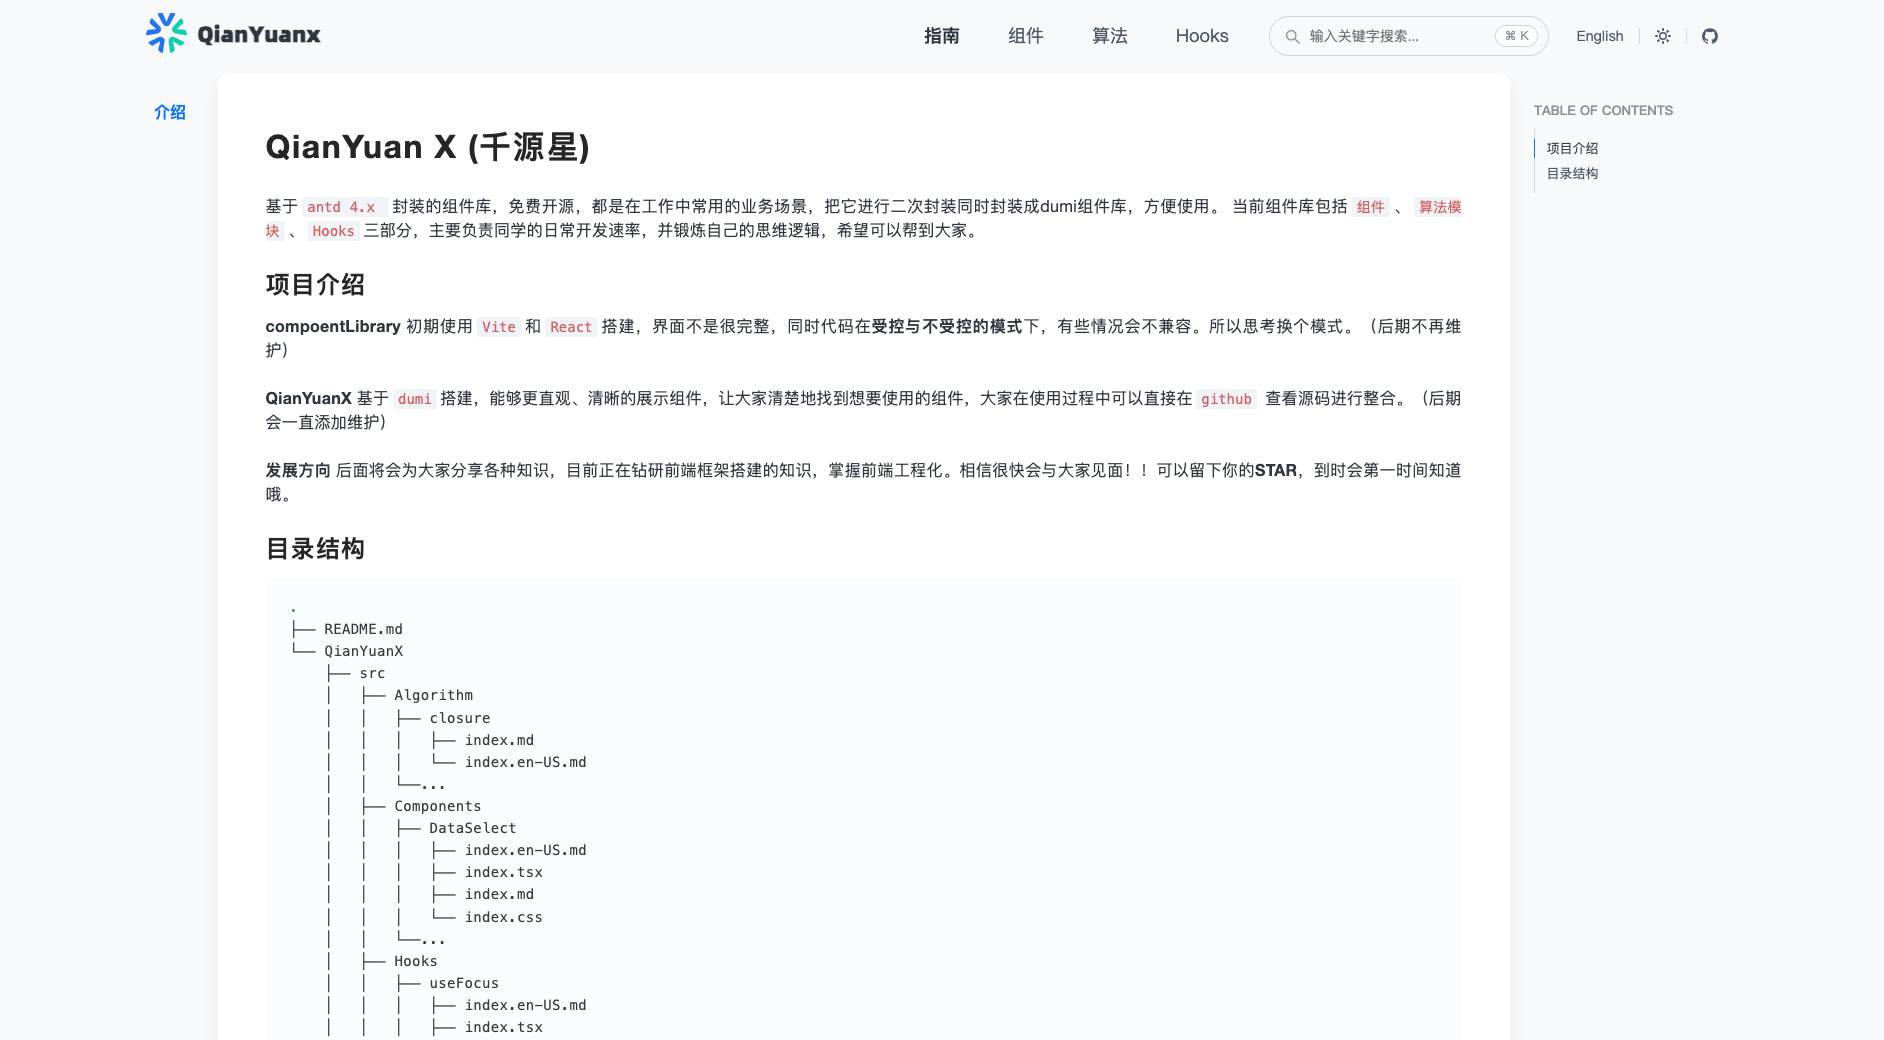 QianYuanx
指南 组件 算法 Hooks 输入关键字搜索... ⌘ K English
介绍
QianYuan X (千源星)
基于 antd 4.x 封装的组件库，免费开源，都是在工作中常用的业务场景，把它进行二次封装同时封装成dumi组件库，方便使用。 当前组件库包括 组件 、 算法模
块 、 Hooks 三部分，主要负责同学的日常开发速率，并锻炼自己的思维逻辑，希望可以帮到大家。
项目介绍
compoentLibrary 初期使用 Vite 和 React 搭建，界面不是很完整，同时代码在受控与不受控的模式下，有些情况会不兼容。所以思考换个模式。（后期不再维
护）
QianYuanX 基于 dumi 搭建，能够更直观、清晰的展示组件，让大家清楚地找到想要使用的组件，大家在使用过程中可以直接在 github 查看源码进行整合。（后期
会一直添加维护）
发展方向 后面将会为大家分享各种知识，目前正在钻研前端框架搭建的知识，掌握前端工程化。相信很快会与大家见面！！可以留下你的STAR，到时会第一时间知道
哦。
目录结构
.
├── README.md
└── QianYuanX
    ├── src
    │   ├── Algorithm
    │   │   ├── closure
    │   │   │   ├── index.md
    │   │   │   └── index.en-US.md
    │   │   └──...
    │   ├── Components
    │   │   ├── DataSelect
    │   │   │   ├── index.en-US.md
    │   │   │   ├── index.tsx
    │   │   │   ├── index.md
    │   │   │   └── index.css
    │   │   └──...
    │   ├── Hooks
    │   │   ├── useFocus
    │   │   │   ├── index.en-US.md
    │   │   │   ├── index.tsx
TABLE OF CONTENTS
项目介绍
目录结构